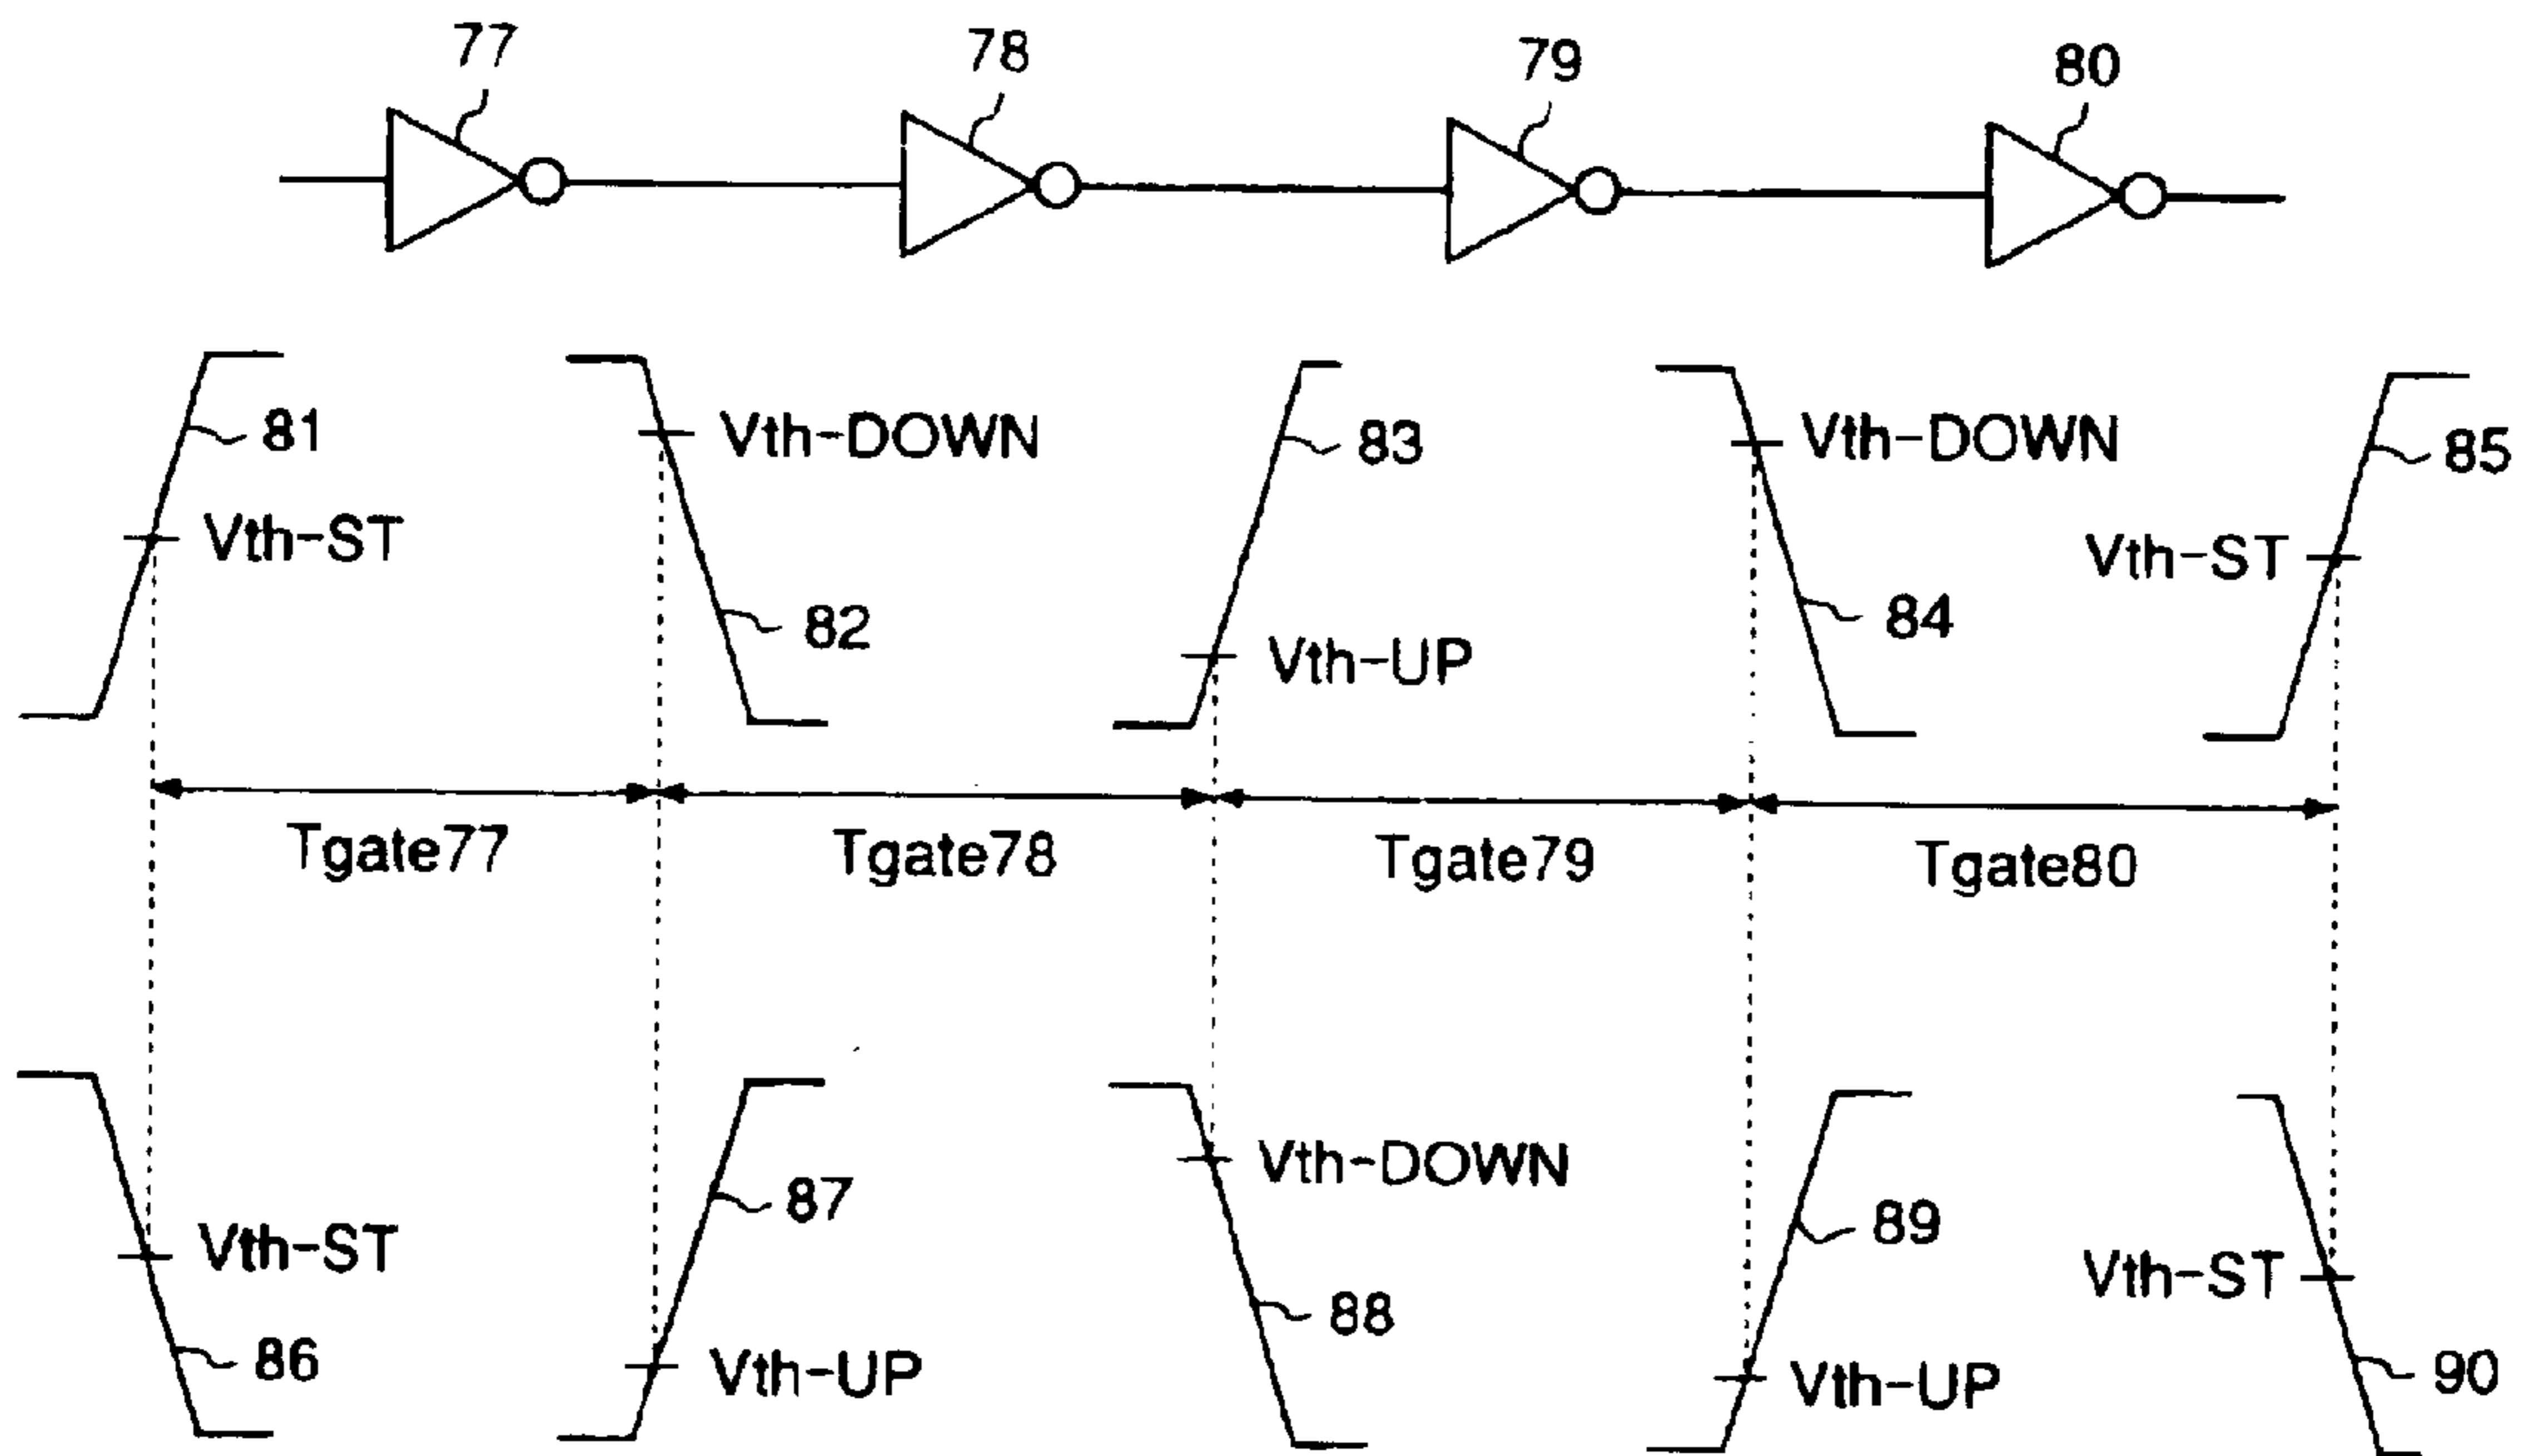 77
78
79
80
81
Vth-ST
Vth-DOWN
82
83
Vth-UP
Vth-DOWN
84
85
Vth-ST
Tgate77
Tgate78
Tgate79
Tgate80
Vth-ST
86
87
Vth-UP
Vth-DOWN
88
89
Vth-UP
Vth-ST
90